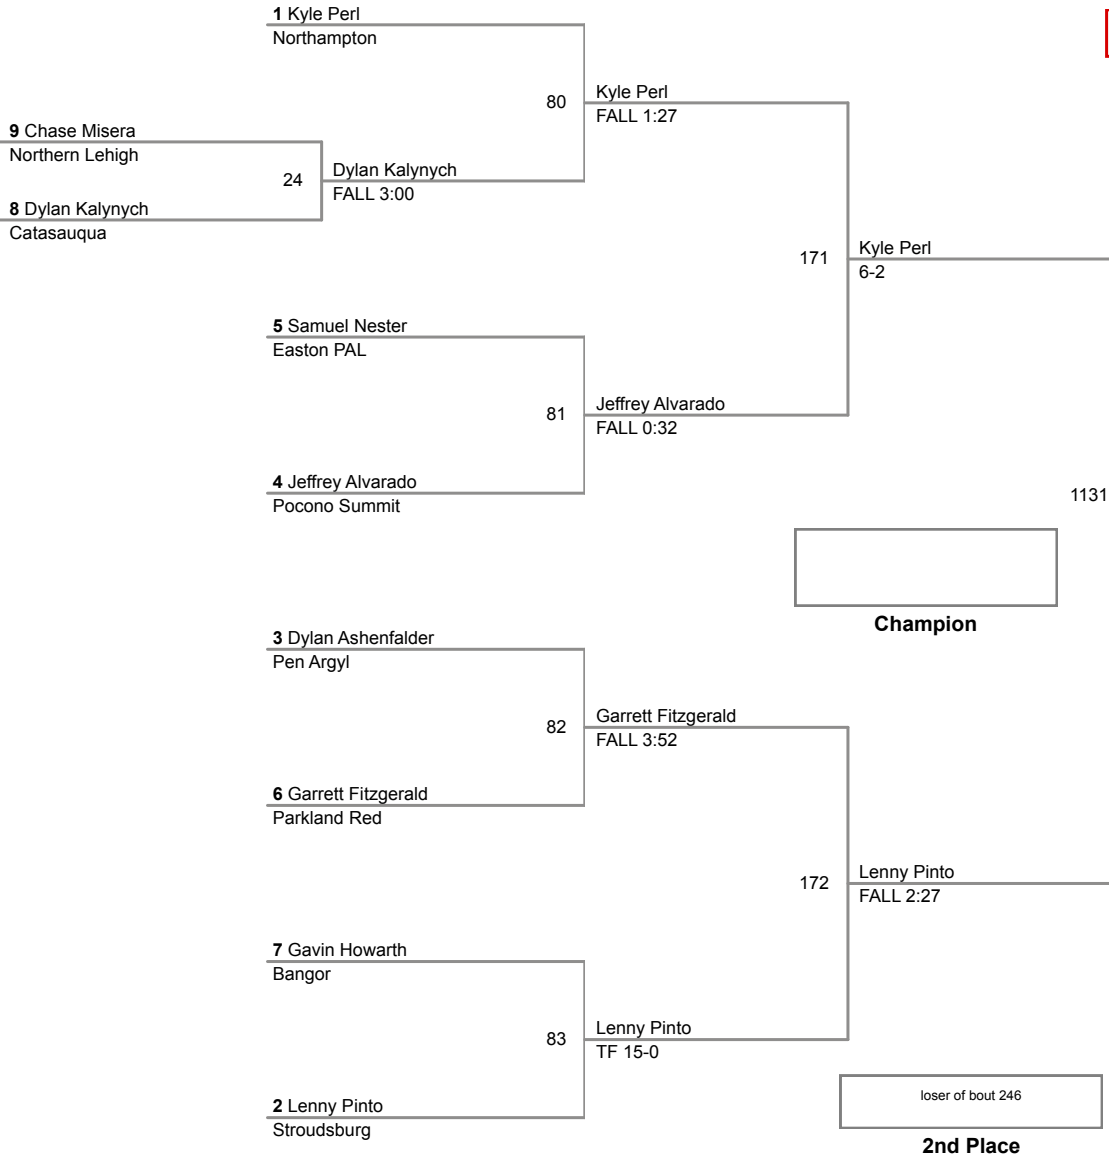 1 Kyle Perl
Northampton
80
Kyle Perl
FALL 1:27
9 Chase Misera
Northern Lehigh
24
Dylan Kalynych
FALL 3:00
8 Dylan Kalynych
Catasauqua
171
Kyle Perl
6-2
5 Samuel Nester
Easton PAL
81
Jeffrey Alvarado
FALL 0:32
4 Jeffrey Alvarado
Pocono Summit
1131
Champion
3 Dylan Ashenfalder
Pen Argyl
82
Garrett Fitzgerald
FALL 3:52
6 Garrett Fitzgerald
Parkland Red
172
Lenny Pinto
FALL 2:27
7 Gavin Howarth
Bangor
83
Lenny Pinto
TF 15-0
2 Lenny Pinto
Stroudsburg
loser of bout 246
2nd Place